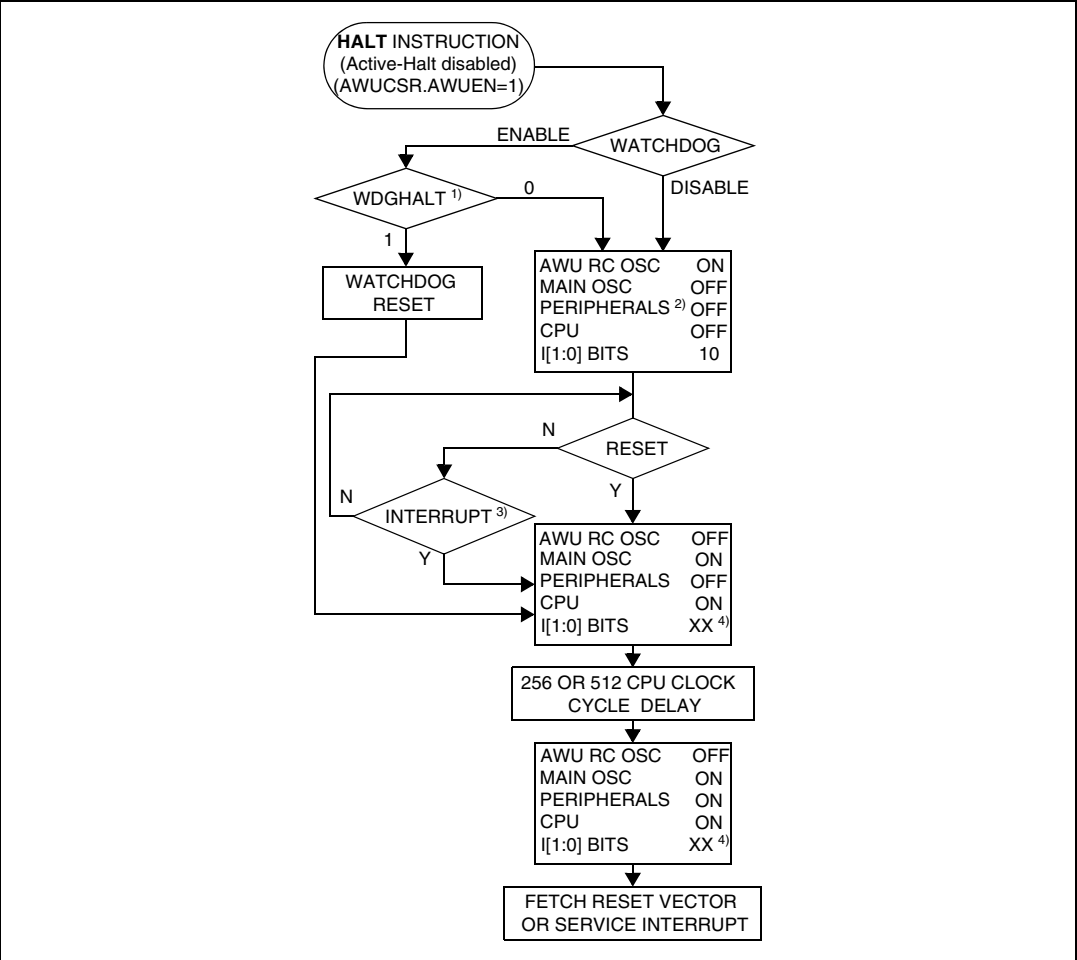 HALT INSTRUCTION
(Active-Halt disabled)
(AWUCSR.AWUEN=1)
ENABLE
WATCHDOG
WDGHALT 1)
0
DISABLE
1
WATCHDOG
RESET
AWU RC OSC ON
MAIN OSC OFF
PERIPHERALS 2) OFF
CPU OFF
I[1:0] BITS 10
N
RESET
Y
N
INTERRUPT 3)
Y
AWU RC OSC OFF
MAIN OSC ON
PERIPHERALS OFF
CPU ON
I[1:0] BITS XX 4)
256 OR 512 CPU CLOCK
CYCLE DELAY
AWU RC OSC OFF
MAIN OSC ON
PERIPHERALS ON
CPU ON
I[1:0] BITS XX 4)
FETCH RESET VECTOR
OR SERVICE INTERRUPT